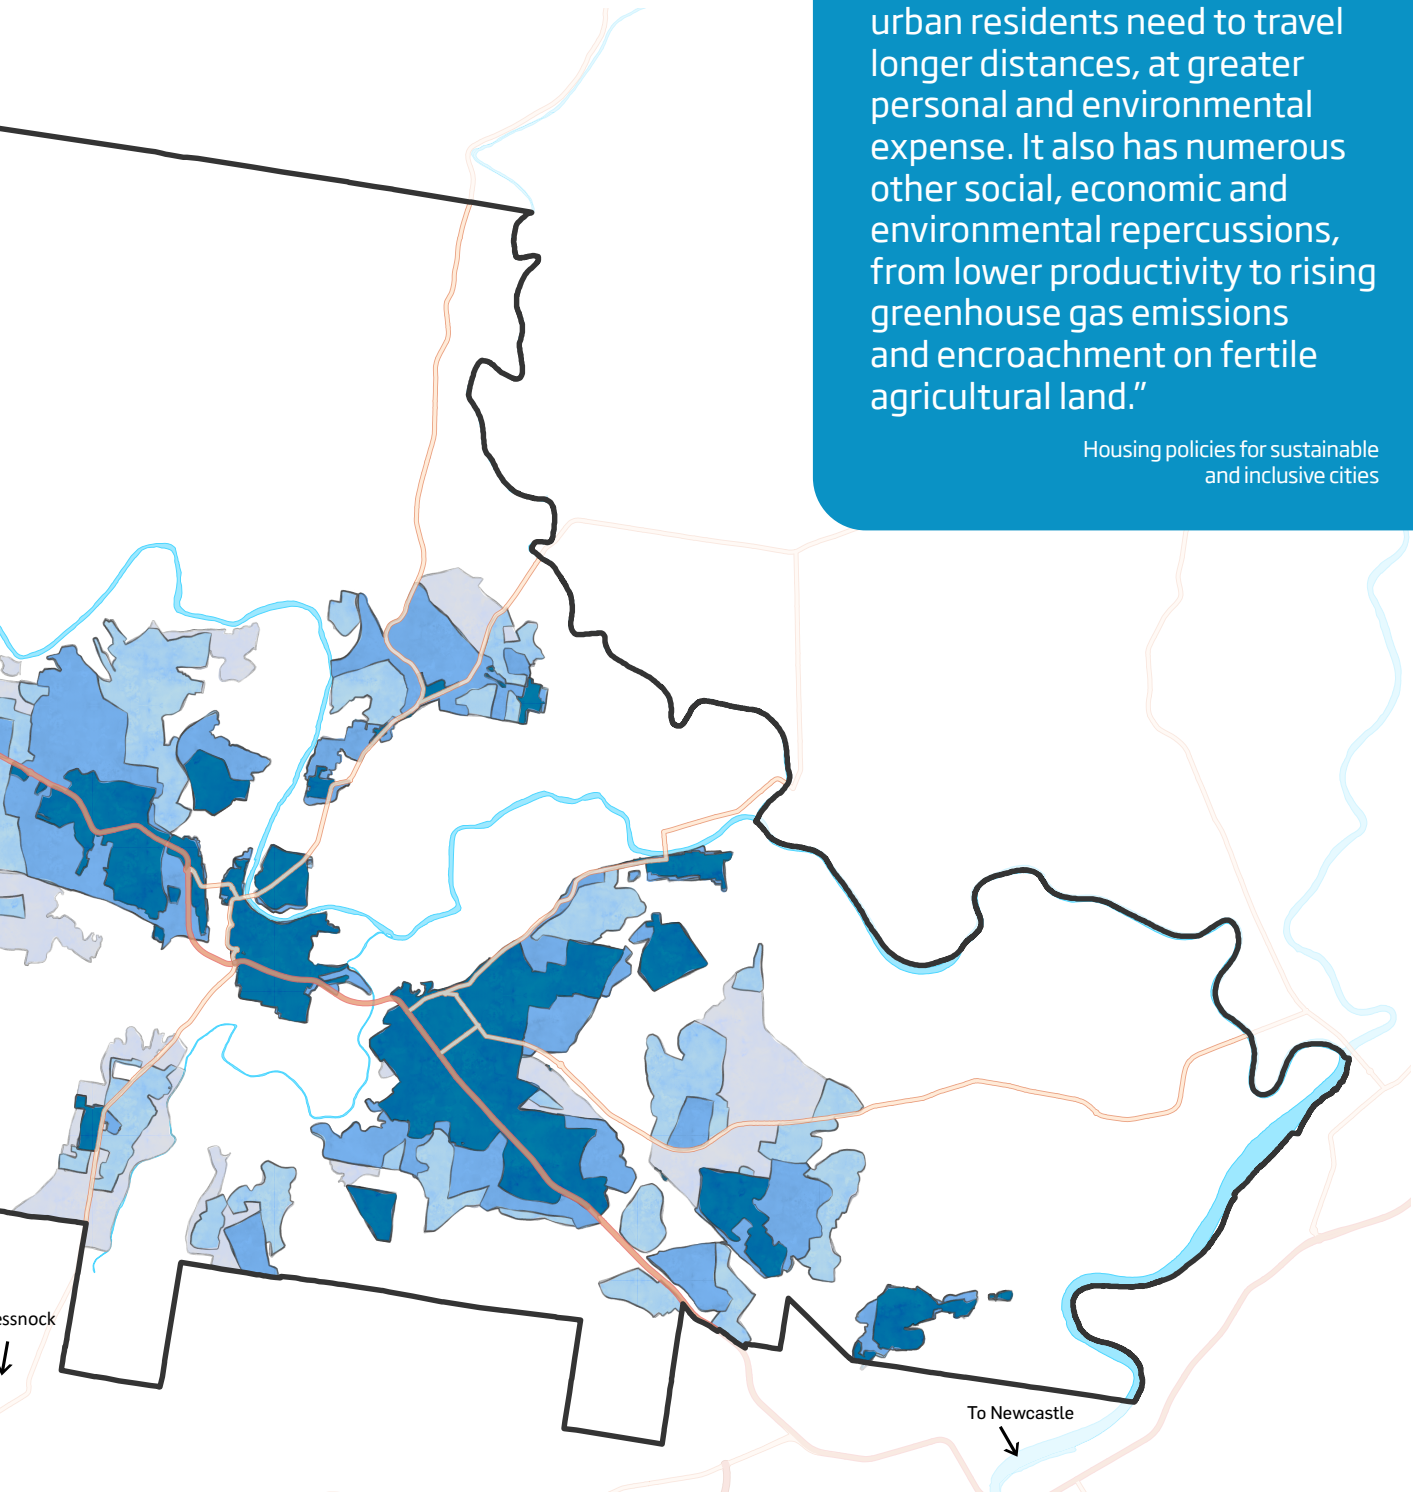 urban residents need to travel
longer distances, at greater
personal and environmental
expense. It also has numerous
other social, economic and
environmental repercussions,
from lower productivity to rising
greenhouse gas emissions
and encroachment on fertile
agricultural land.”
Housing policies for sustainable
and inclusive cities
essnock
To Newcastle